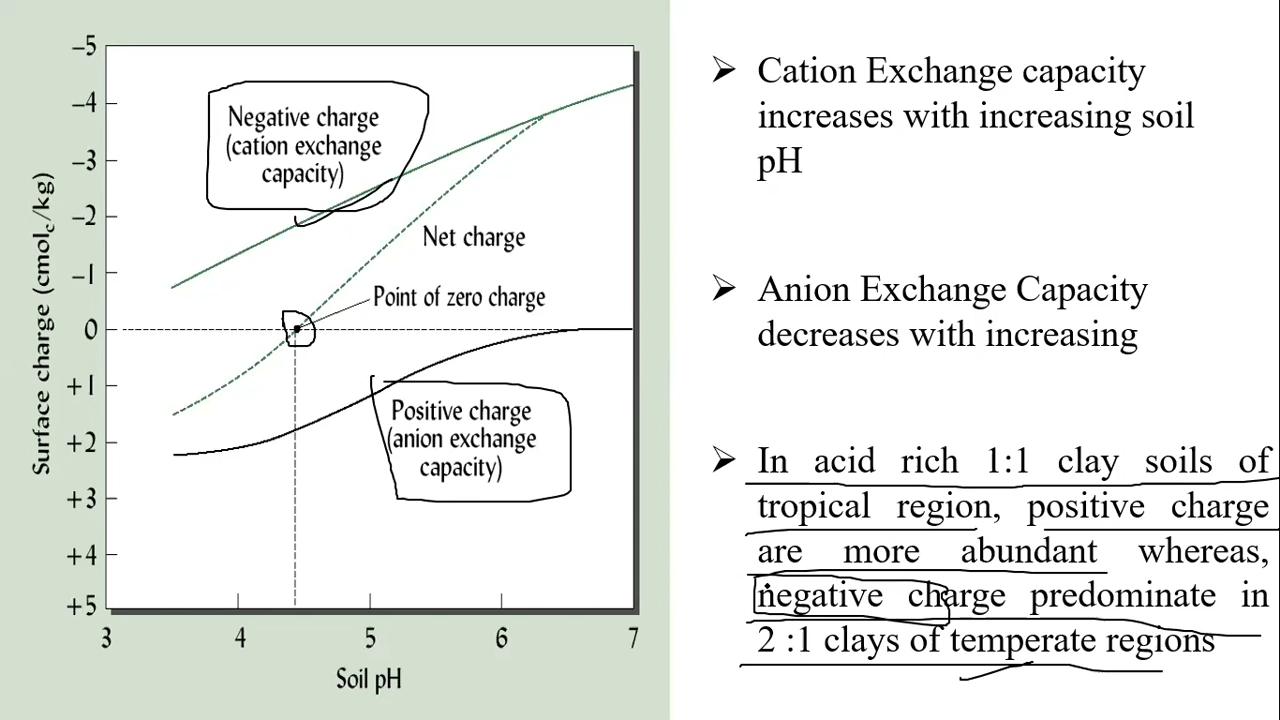 −5
−4
−3
−2
−1
0
+1
+2
+3
+4
+5
Surface charge (cmolc/kg)
Negative charge
(cation exchange
capacity)
Net charge
Point of zero charge
Positive charge
(anion exchange
capacity)
3 4 5 6 7
Soil pH
➢ Cation Exchange capacity
increases with increasing soil
pH
➢ Anion Exchange Capacity
decreases with increasing
➢ In acid rich 1:1 clay soils of
tropical region, positive charge
are more abundant whereas,
negative charge predominate in
2 :1 clays of temperate regions